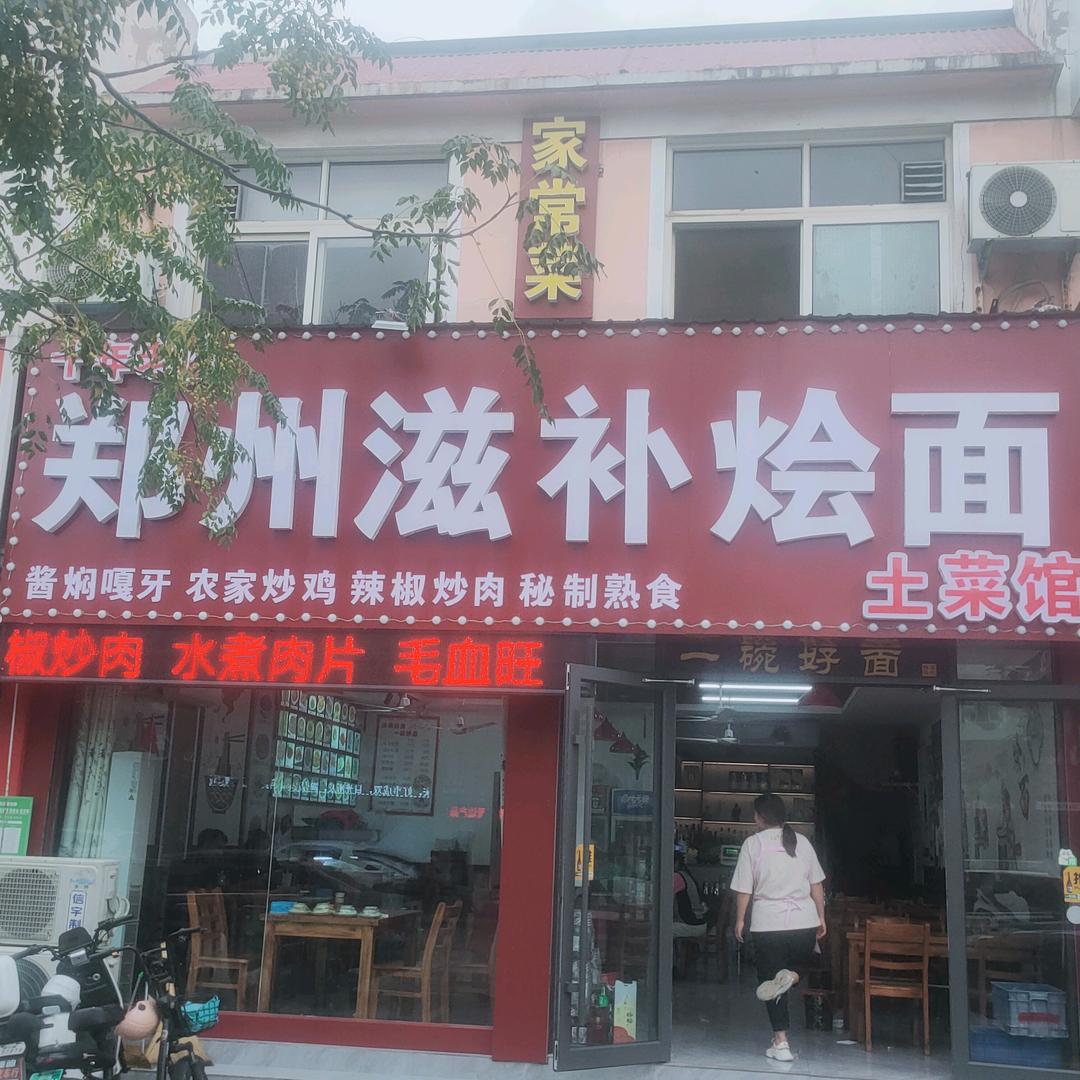 家常菜
郑州滋补烩面
酱焖嘎牙 农家炒鸡 辣椒炒肉 秘制熟食
土菜馆
椒炒肉 水煮肉片 毛血旺
一碗好面